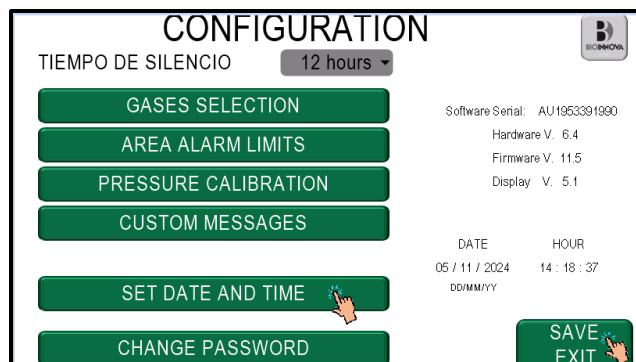 CONFIGURATION
BIOINNOVA
TIEMPO DE SILENCIO 12 hours
GASES SELECTION
Software Serial: AU1953391990
AREA ALARM LIMITS
Hardware V. 6.4
Firmware V. 11.5
PRESSURE CALIBRATION
Display V. 5.1
CUSTOM MESSAGES
DATE HOUR
05 / 11 / 2024 14 : 18 : 37
DD/MM/YY
SET DATE AND TIME
CHANGE PASSWORD
SAVE
EXIT